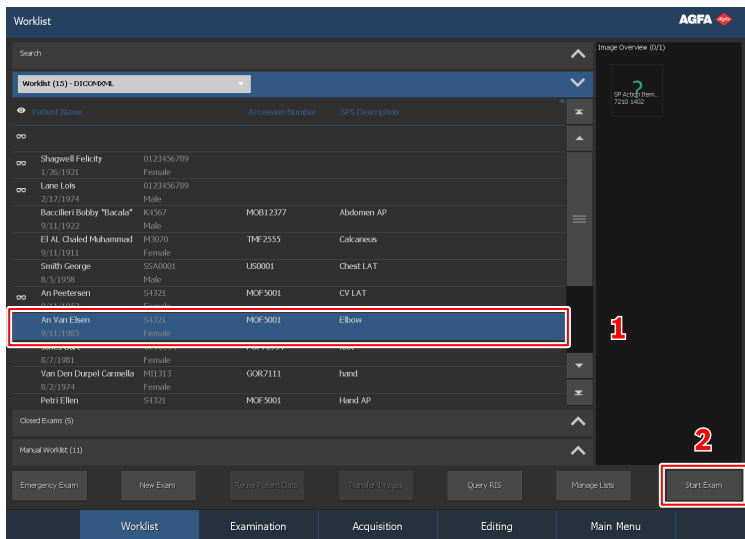 Worklist
AGFA
Search
Image Overview (0/1)
Worklist (15) - DICOMXML
SP Action Item...
7210 1402
?
Patient Name Accession Number SPS Description
Shagwell Felicity 0123456789
1/26/1921 Female
Lane Lois 0123456789
2/17/1974 Male
Baccilieri Bobby "Bacala" K4567 MOB12377 Abdomen AP
9/11/1922 Male
El AL Chaled Muhammad M3070 TMF2555 Calcaneus
9/11/1911 Female
Smith George SSA0001 US0001 Chest LAT
8/5/1958 Male
An Peetersen S4321 MOF5001 CV LAT
An Van Elsen S4321 MOF5001 Elbow
9/11/1985 Female
1
8/7/1981 Female
Van Den Durpel Carmella MI1313 GOR7111 hand
8/2/1974 Female
Petri Ellen S4321 MOF5001 Hand AP
Closed Exams (5)
Manual Worklist (11)
2
Emergency Exam New Exam Reuse Patient Data Transfer Images Query RIS Manage Lists Start Exam
Worklist Examination Acquisition Editing Main Menu